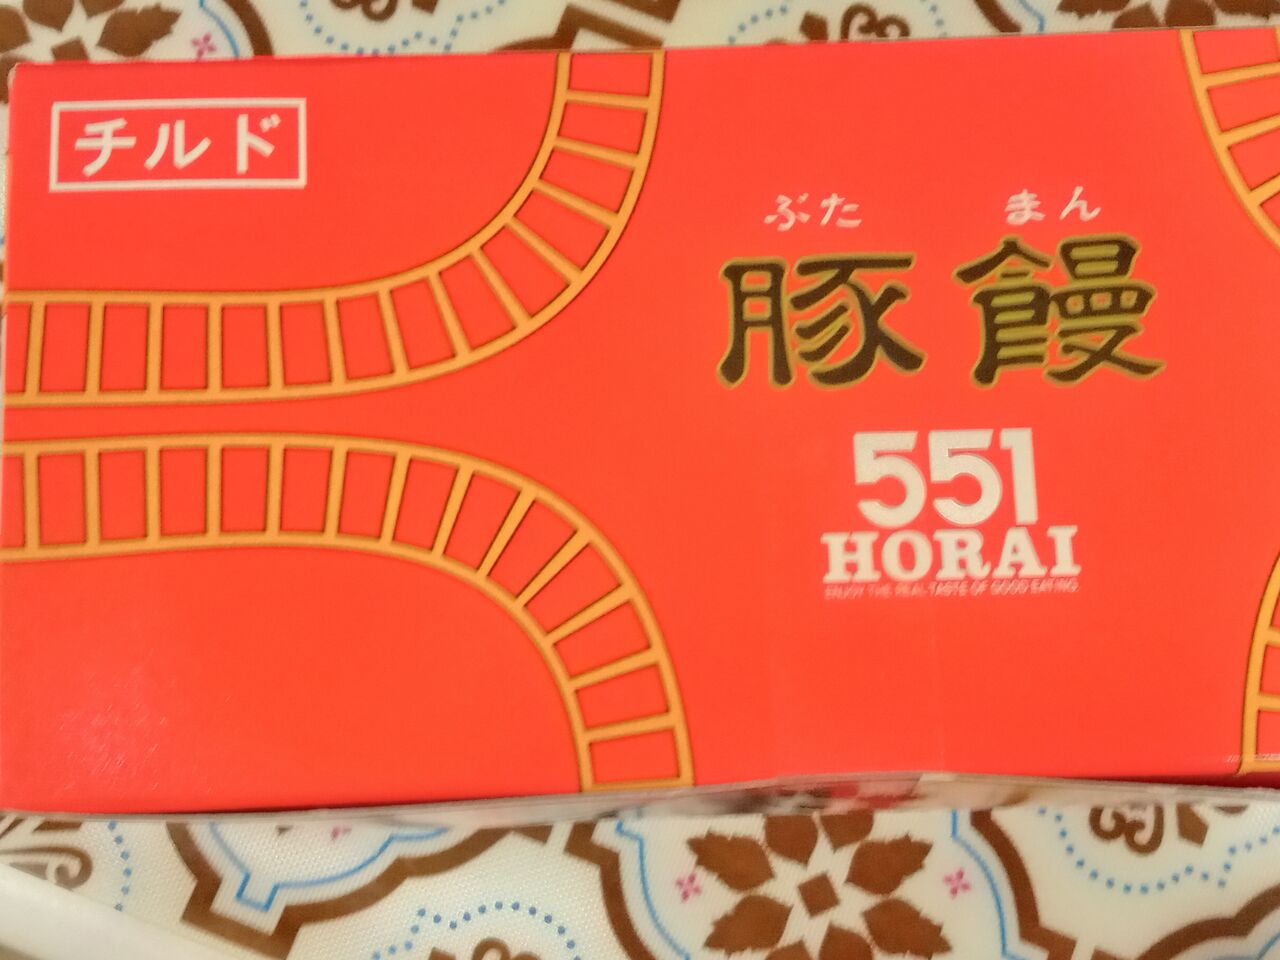 チルド
ぶた まん
豚饅
551
HORAI
ENJOY THE REAL TASTE OF GOOD EATING